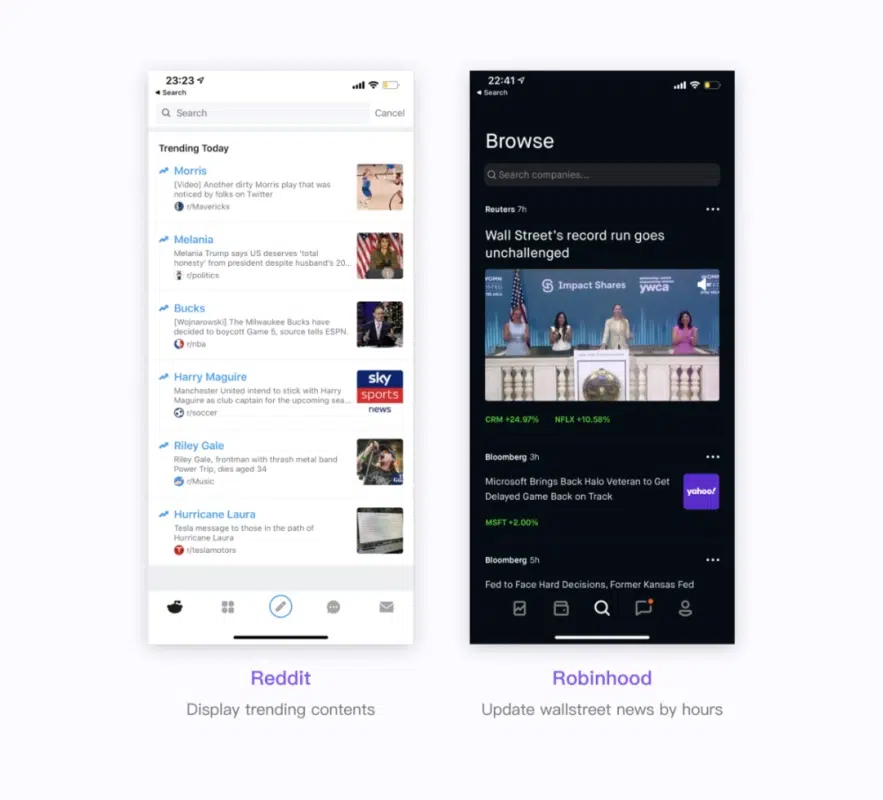 23:23
Search
Search
Cancel
Trending Today
Morris
[Video] Another dirty Morris play that was
noticed by folks on Twitter
r/Mavericks
Melania
Melania Trump says US deserves 'total
honesty' from president despite husband's 20...
r/politics
Bucks
[Wojnarowski] The Milwaukee Bucks have
decided to boycott Game 5, source tells ESPN.
r/nba
Harry Maguire
Manchester United intend to stick with Harry
Maguire as club captain for the upcoming sea...
r/soccer
sky
sports
news
Riley Gale
Riley Gale, frontman with thrash metal band
Power Trip, dies aged 34
r/Music
Hurricane Laura
Tesla message to those in the path of
Hurricane Laura
r/teslamotors
Reddit
Display trending contents
22:41
Search
Browse
Search companies...
Reuters 7h
Wall Street's record run goes
unchallenged
Impact Shares
ywca
CRM +24.97% NFLX +10.58%
Bloomberg 3h
Microsoft Brings Back Halo Veteran to Get
Delayed Game Back on Track
yahoo!
MSFT +2.00%
Bloomberg 5h
Fed to Face Hard Decisions, Former Kansas Fed
Robinhood
Update wallstreet news by hours